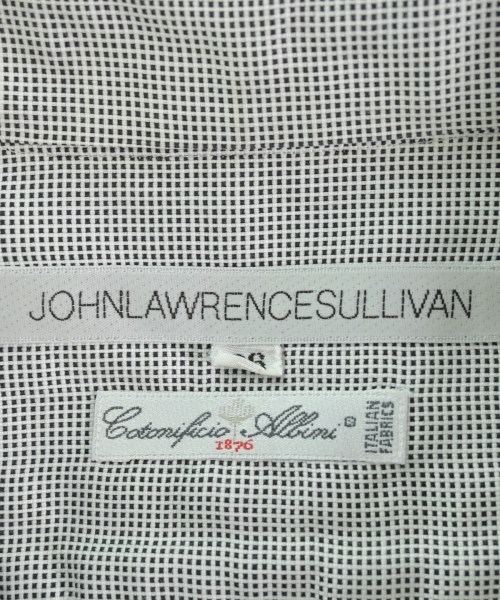 JOHNLAWRENCESULLIVAN
Cotonificio Albini ®
1876
ITALIAN
FABRICS